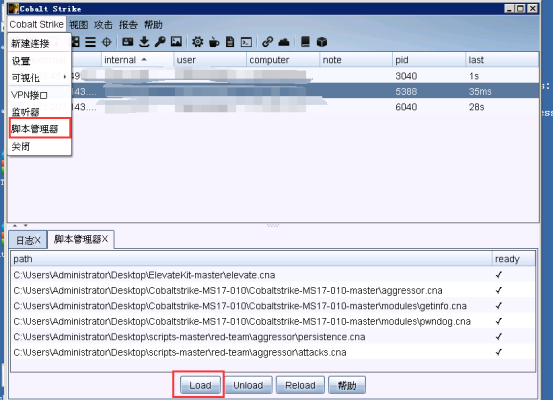 Cobalt Strike
Cobalt Strike 视图 攻击 报告 帮助
新建连接
设置
可视化
VPN接口
监听器
脚本管理器
关闭
internal user computer note pid last
49 3040 1s
143.... 5388 35ms
143.... 6040 28s
s:
ess
日志X 脚本管理器X
path ready
C:\Users\Administrator\Desktop\ElevateKit-master\elevate.cna ✓
C:\Users\Administrator\Desktop\Cobaltstrike-MS17-010\Cobaltstrike-MS17-010-master\aggressor.cna ✓
C:\Users\Administrator\Desktop\Cobaltstrike-MS17-010\Cobaltstrike-MS17-010-master\modules\getinfo.cna ✓
C:\Users\Administrator\Desktop\Cobaltstrike-MS17-010\Cobaltstrike-MS17-010-master\modules\pwndog.cna ✓
C:\Users\Administrator\Desktop\scripts-master\red-team\aggressor\persistence.cna ✓
C:\Users\Administrator\Desktop\scripts-master\red-team\aggressor\attacks.cna ✓
Load Unload Reload 帮助